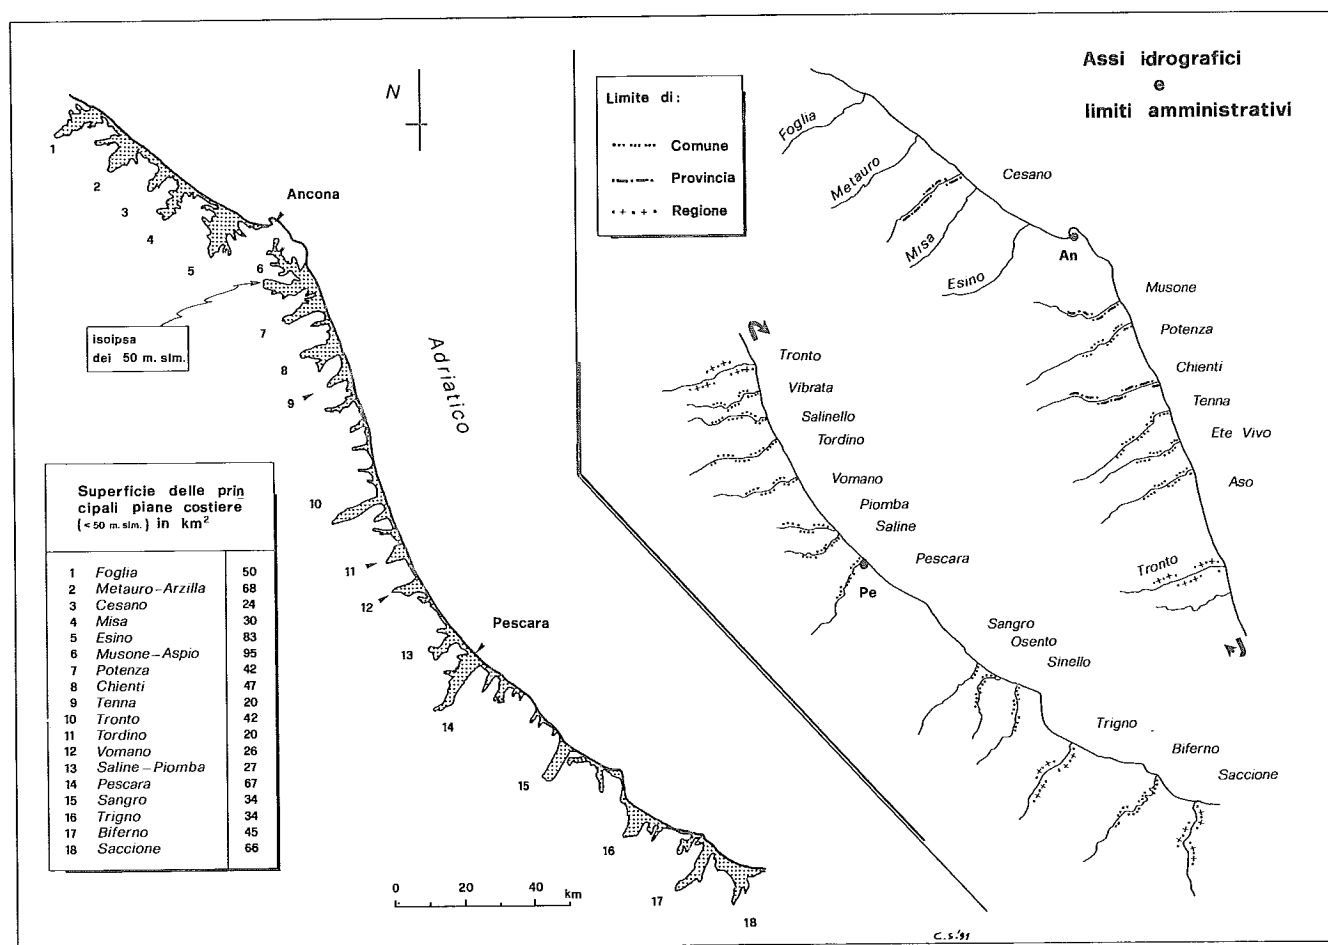 N
1
2
3
4
5
6
7
8
9
10
11
12
13
14
15
16
17
18
Ancona
Adriatico
Pescara
isoipsa
dei 50 m. slm.
Superficie delle prin
cipali piane costiere
(< 50 m. slm.) in km²
1 Foglia 50
2 Metauro-Arzilla 68
3 Cesano 24
4 Misa 30
5 Esino 83
6 Musone-Aspio 95
7 Potenza 42
8 Chienti 47
9 Tenna 20
10 Tronto 42
11 Tordino 20
12 Vomano 26
13 Saline-Piomba 27
14 Pescara 67
15 Sangro 34
16 Trigno 34
17 Biferno 45
18 Saccione 66
0 20 40
km
Assi idrografici
e
limiti amministrativi
Limite di:
Comune
Provincia
Regione
Foglia
Metauro
Cesano
Misa
Esino
An
Musone
Potenza
Chienti
Tenna
Ete Vivo
Aso
Tronto
Tronto
Vibrata
Salinello
Tordino
Vomano
Piomba
Saline
Pescara
Pe
Sangro
Osento
Sinello
Trigno
Biferno
Saccione
C.S.'91